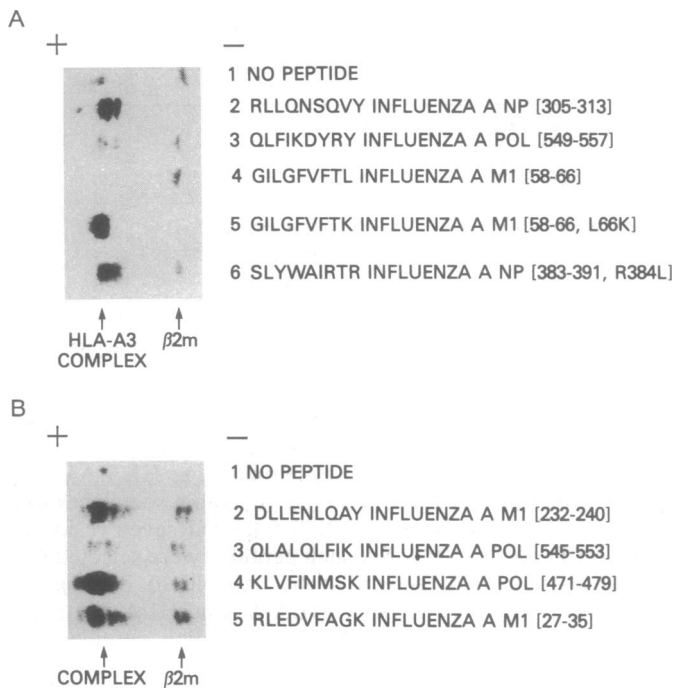 A
+ −
1 NO PEPTIDE
2 RLLQNSQVY INFLUENZA A NP [305-313]
3 QLFIKDYRY INFLUENZA A POL [549-557]
4 GILGFVFTL INFLUENZA A M1 [58-66]
5 GILGFVFTK INFLUENZA A M1 [58-66, L66K]
6 SLYWAIRTR INFLUENZA A NP [383-391, R384L]
HLA-A3 β2m
COMPLEX
B
+ −
1 NO PEPTIDE
2 DLLENLQAY INFLUENZA A M1 [232-240]
3 QLALQLFIK INFLUENZA A POL [545-553]
4 KLVFINMSK INFLUENZA A POL [471-479]
5 RLEDVFAGK INFLUENZA A M1 [27-35]
COMPLEX β2m